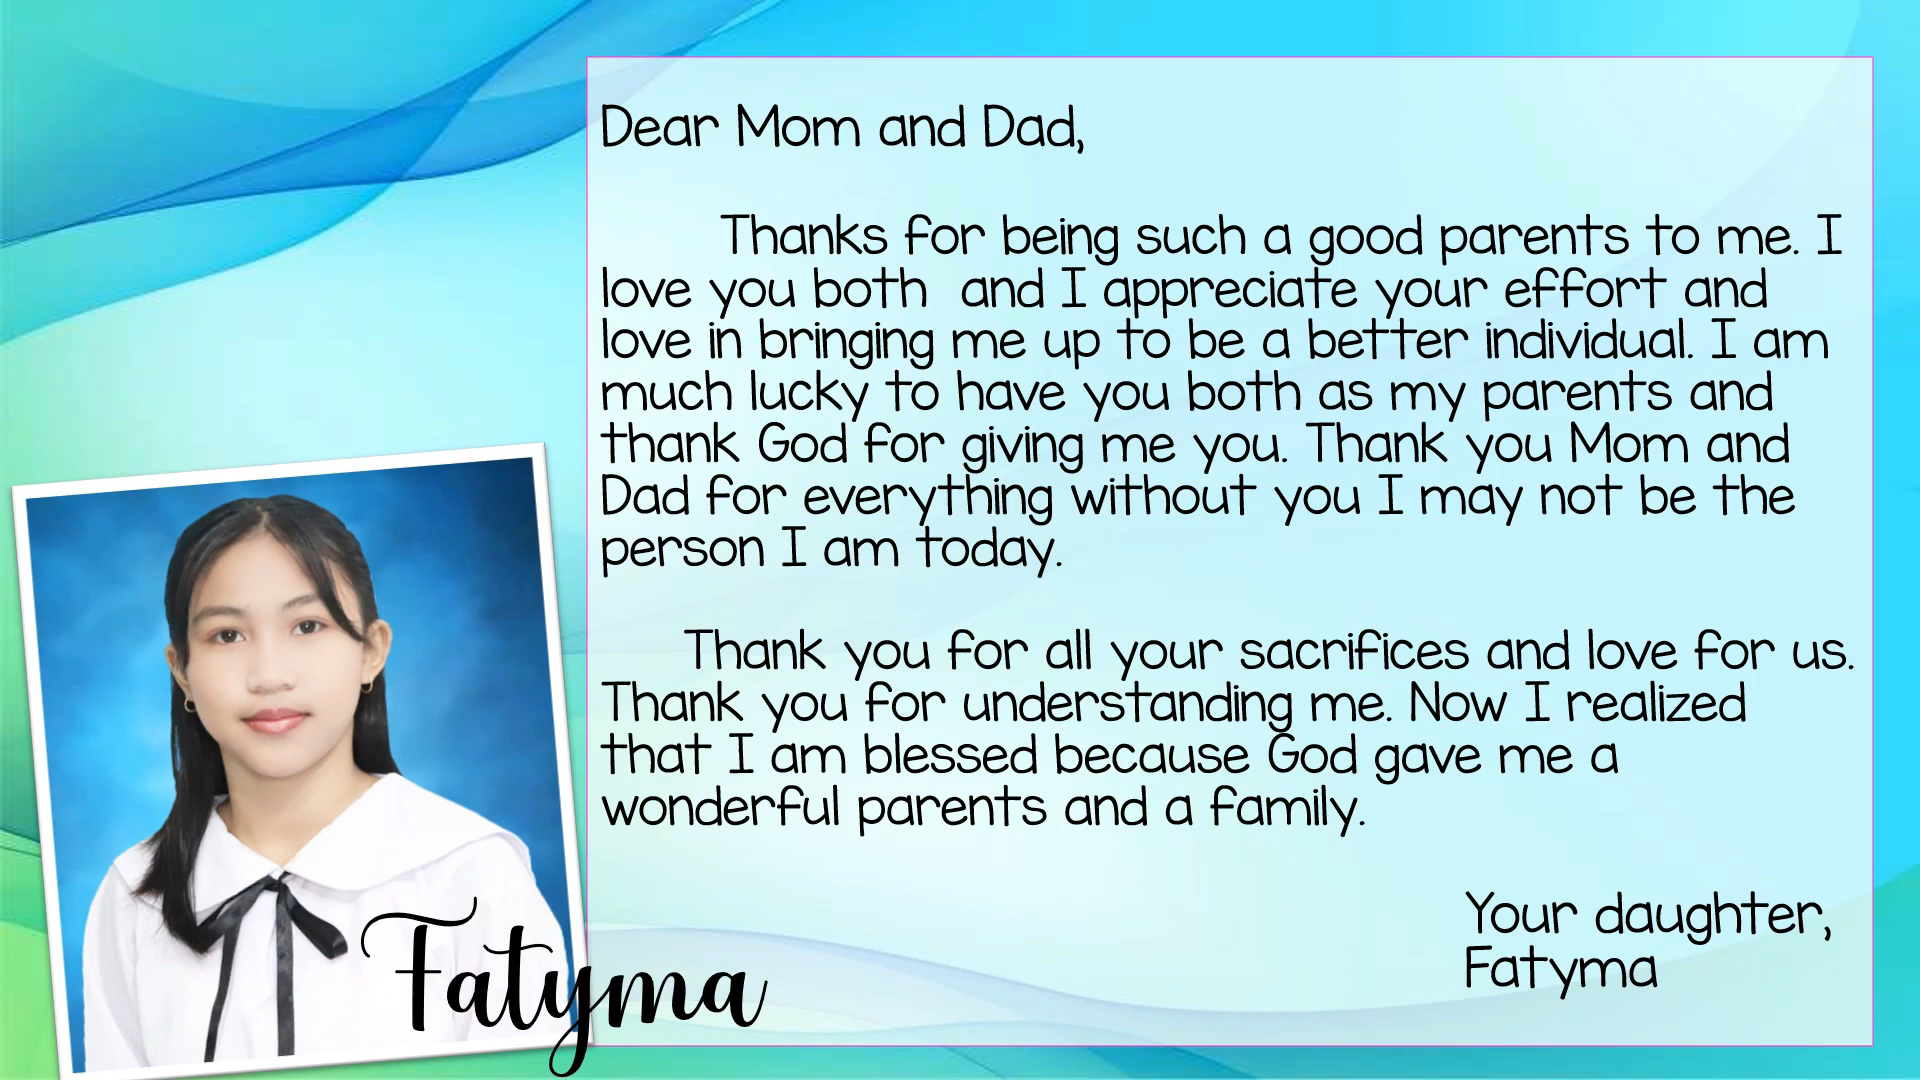 Dear Mom and Dad,
Thanks for being such a good parents to me. I
love you both  and I appreciate your effort and
love in bringing me up to be a better individual. I am
much lucky to have you both as my parents and
thank God for giving me you. Thank you Mom and
Dad for everything without you I may not be the
person I am today.
Thank you for all your sacrifices and love for us.
Thank you for understanding me. Now I realized
that I am blessed because God gave me a
wonderful parents and a family.
Your daughter,
Fatyma
Fatyma